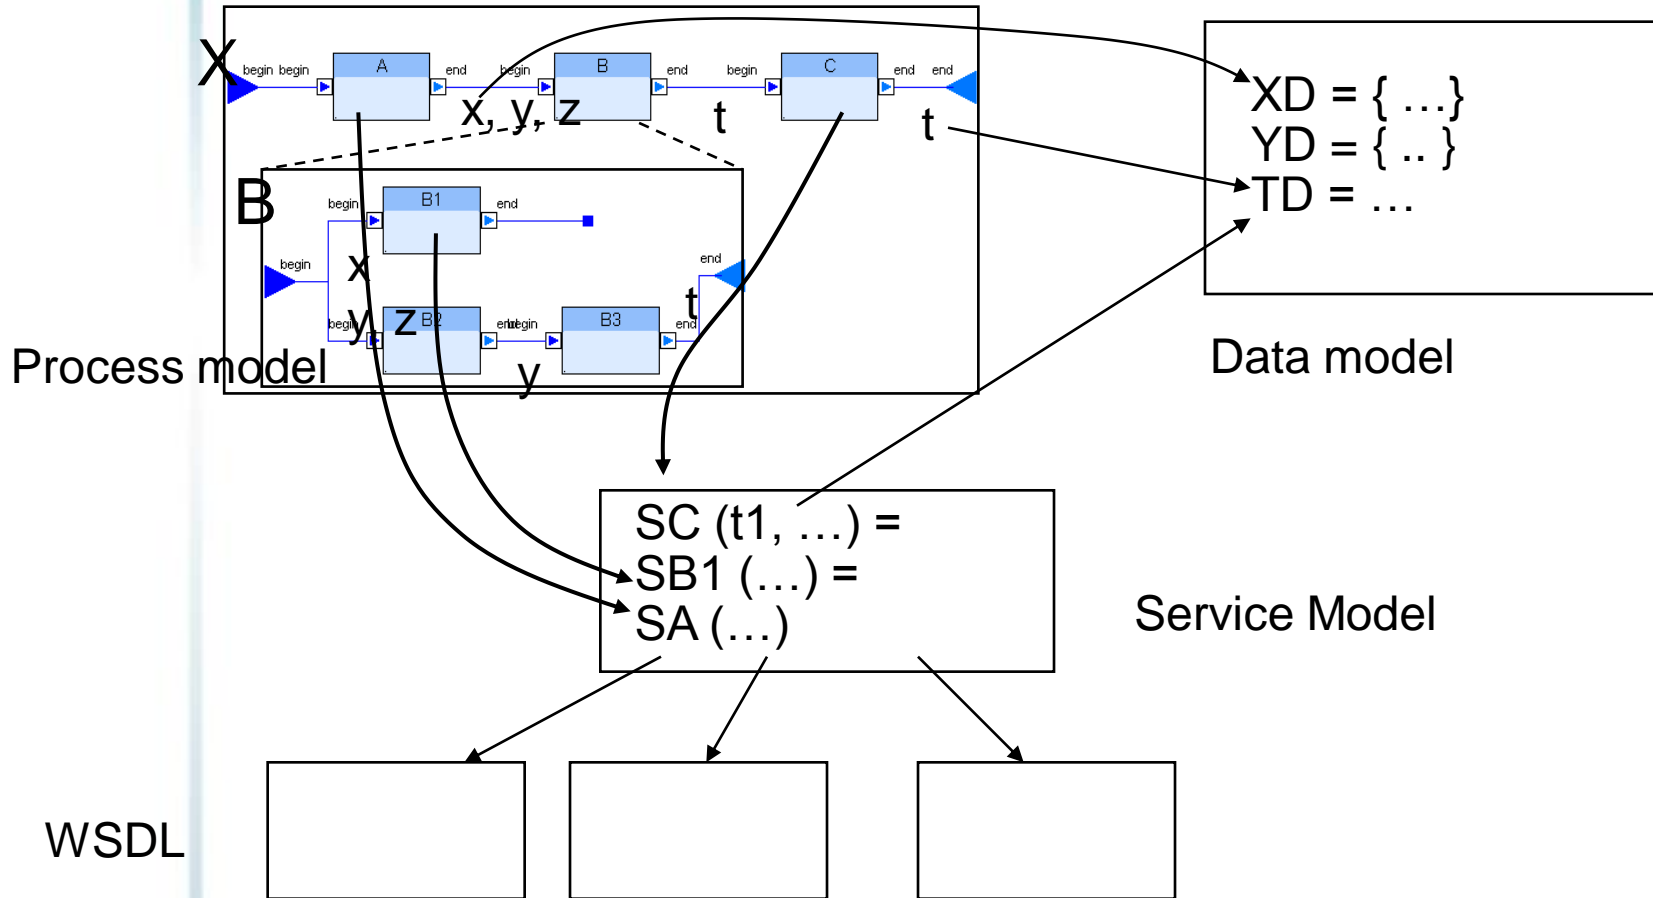 X
begin begin A end begin B end begin C end end
x, y, z t t
B
begin B1 end
begin x end
y, z t
begin B2 end begin B3 end
y
Process model
XD = { …}
YD = { .. }
TD = …
Data model
SC (t1, …) =
SB1 (…) =
SA (…)
Service Model
WSDL